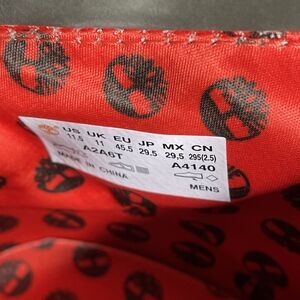 US UK EU JP MX CN
11.5 11 45.5 29.5 29.5 295(2.5)
A2A6T A4140
MADE IN CHINA
MENS